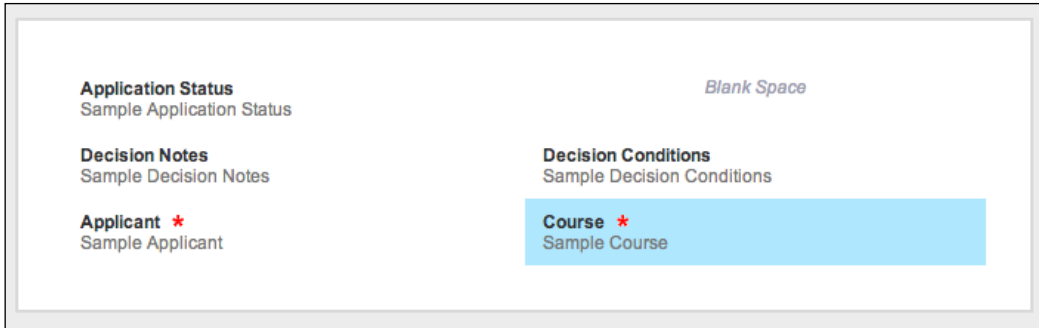 Application Status
Sample Application Status
Blank Space
Decision Notes
Sample Decision Notes
Decision Conditions
Sample Decision Conditions
Applicant *
Sample Applicant
Course *
Sample Course